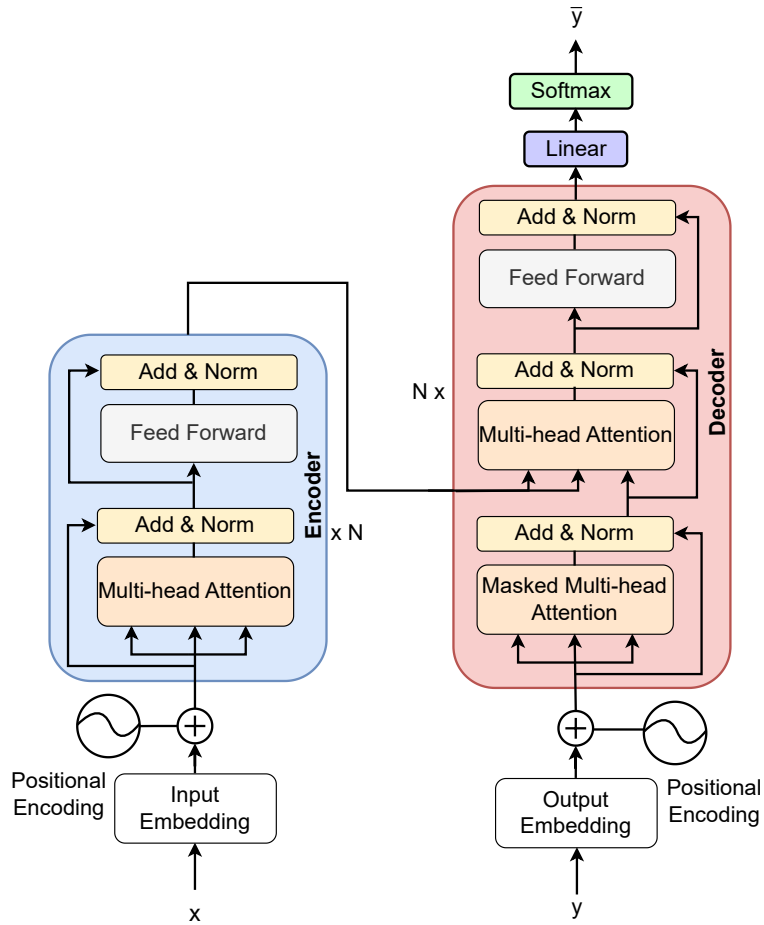 y̅
Softmax
Linear
Add & Norm
Feed Forward
Add & Norm
N x
Multi-head Attention
Decoder
Add & Norm
Masked Multi-head
Attention
Positional
Encoding
Output
Embedding
y
Add & Norm
Feed Forward
Encoder
Add & Norm
x N
Multi-head Attention
Positional
Encoding
Input
Embedding
x